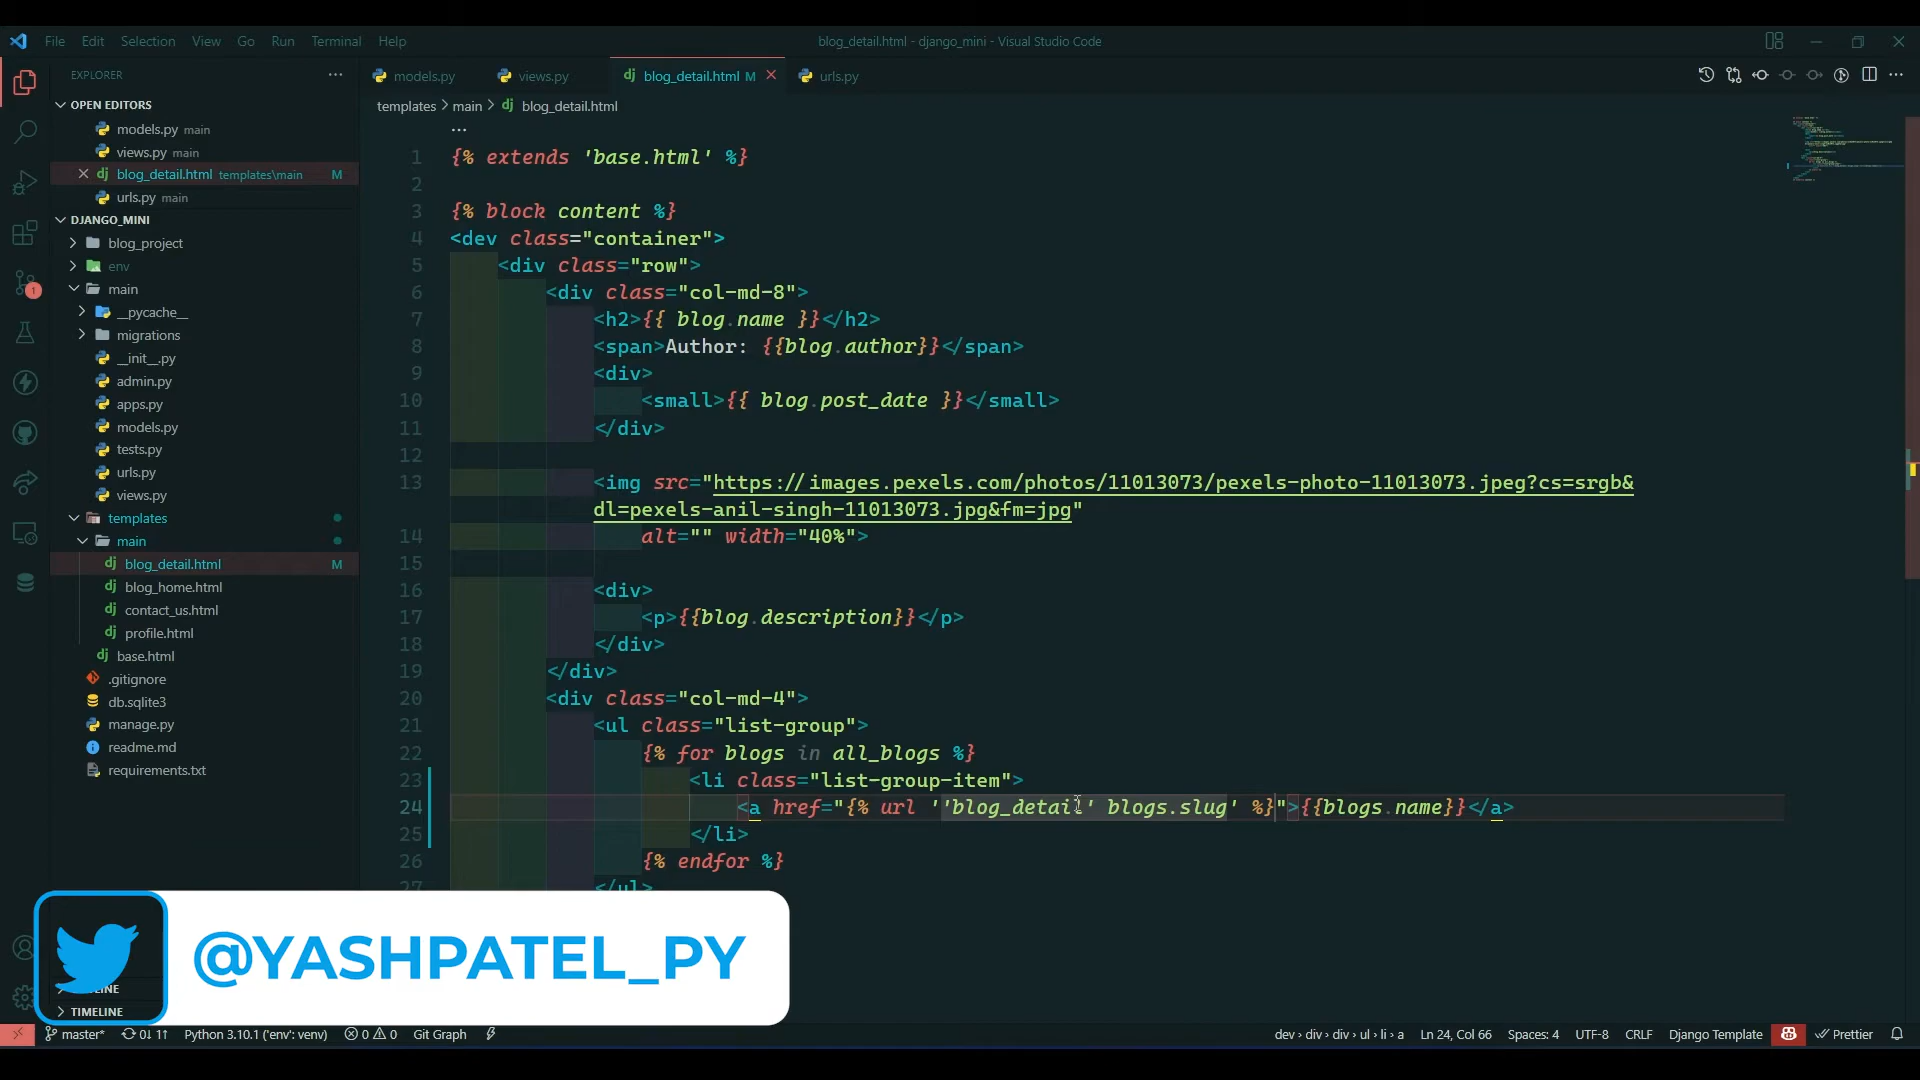 File Edit Selection View Go Run Terminal Help
blog_detail.html - django_mini - Visual Studio Code
EXPLORER
OPEN EDITORS
models.py main
views.py main
blog_detail.html templates\main M
urls.py main
DJANGO_MINI
blog_project
env
main
__pycache__
migrations
__init__.py
admin.py
apps.py
models.py
tests.py
urls.py
views.py
templates
main
blog_detail.html M
blog_home.html
contact_us.html
profile.html
base.html
.gitignore
db.sqlite3
manage.py
readme.md
requirements.txt
TIMELINE
1
models.py
views.py
blog_detail.html M
urls.py
templates > main > blog_detail.html
...
1 {% extends 'base.html' %}
2
3 {% block content %}
4 <dev class="container">
5 <div class="row">
6 <div class="col-md-8">
7 <h2>{{ blog.name }}</h2>
8 <span>Author: {{blog.author}}</span>
9 <div>
10 <small>{{ blog.post_date }}</small>
11 </div>
12
13 <img src="https://images.pexels.com/photos/11013073/pexels-photo-11013073.jpeg?cs=srgb&
dl=pexels-anil-singh-11013073.jpg&fm=jpg"
14 alt="" width="40%">
15
16 <div>
17 <p>{{blog.description}}</p>
18 </div>
19 </div>
20 <div class="col-md-4">
21 <ul class="list-group">
22 {% for blogs in all_blogs %}
23 <li class="list-group-item">
24 <a href="{% url ''blog_detail' blogs.slug' %}">{{blogs.name}}</a>
25 </li>
26 {% endfor %}
27 </ul>
@YASHPATEL_PY
master* 0↓ 1↑ Python 3.10.1 ('env': venv) 0 0 Git Graph
dev › div › div › ul › li › a Ln 24, Col 66 Spaces: 4 UTF-8 CRLF Django Template Prettier